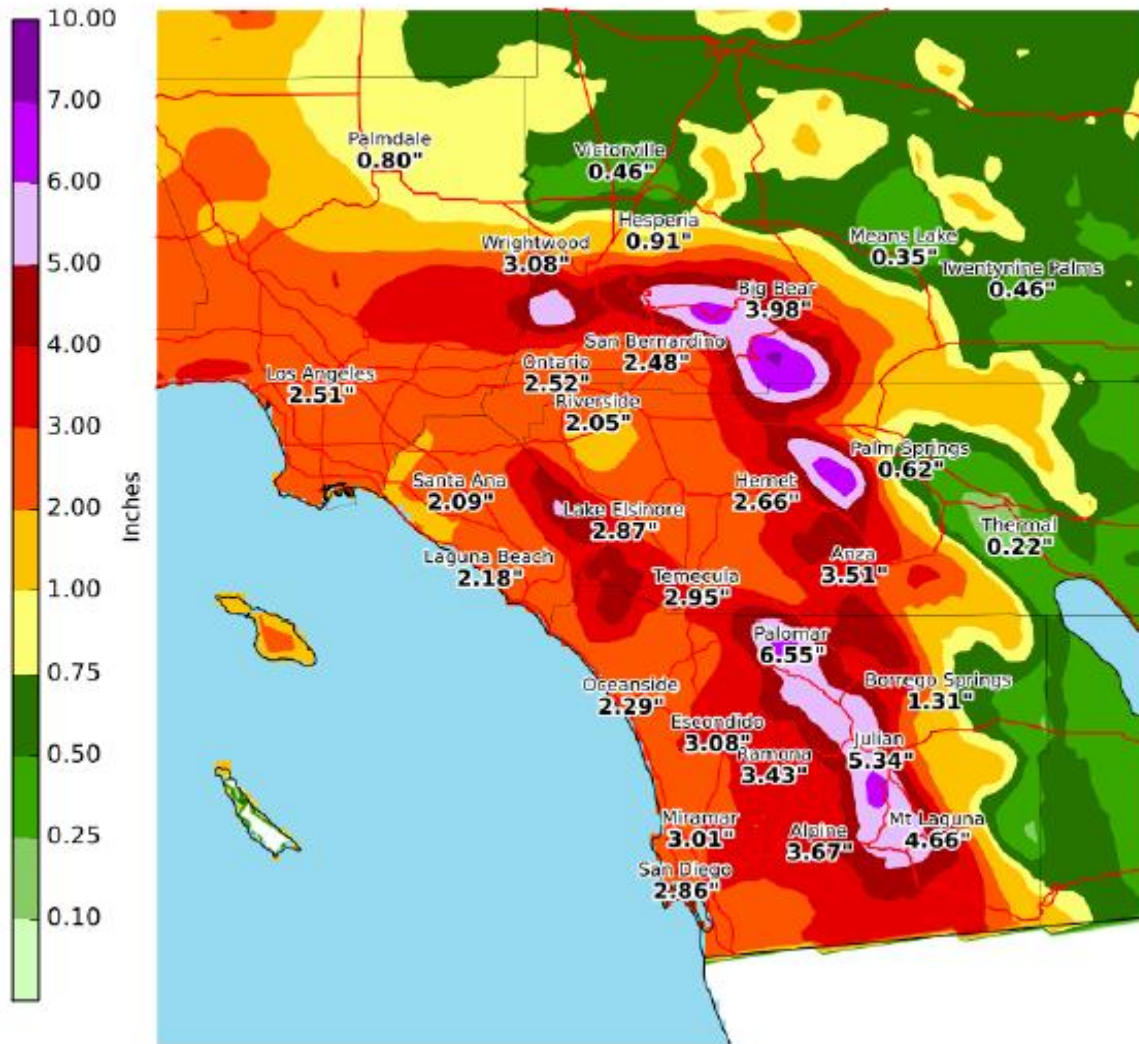 10.00
7.00
6.00
5.00
4.00
3.00
2.00
1.00
0.75
0.50
0.25
0.10
Inches
Palmdale
0.80"
Victorville
0.46"
Hesperia
0.91"
Wrightwood
3.08"
Means Lake
0.35"
Twentynine Palms
0.46"
Big Bear
3.98"
San Bernardino
2.48"
Ontario
2.52"
Los Angeles
2.51"
Riverside
2.05"
Palm Springs
0.62"
Santa Ana
2.09"
Hemet
2.66"
Lake Elsinore
2.87"
Thermal
0.22"
Laguna Beach
2.18"
Anza
3.51"
Temecula
2.95"
Palomar
6.55"
Oceanside
2.29"
Borrego Springs
1.31"
Escondido
3.08"
Ramona
3.43"
Julian
5.34"
Miramar
3.01"
Alpine
3.67"
Mt Laguna
4.66"
San Diego
2.86"